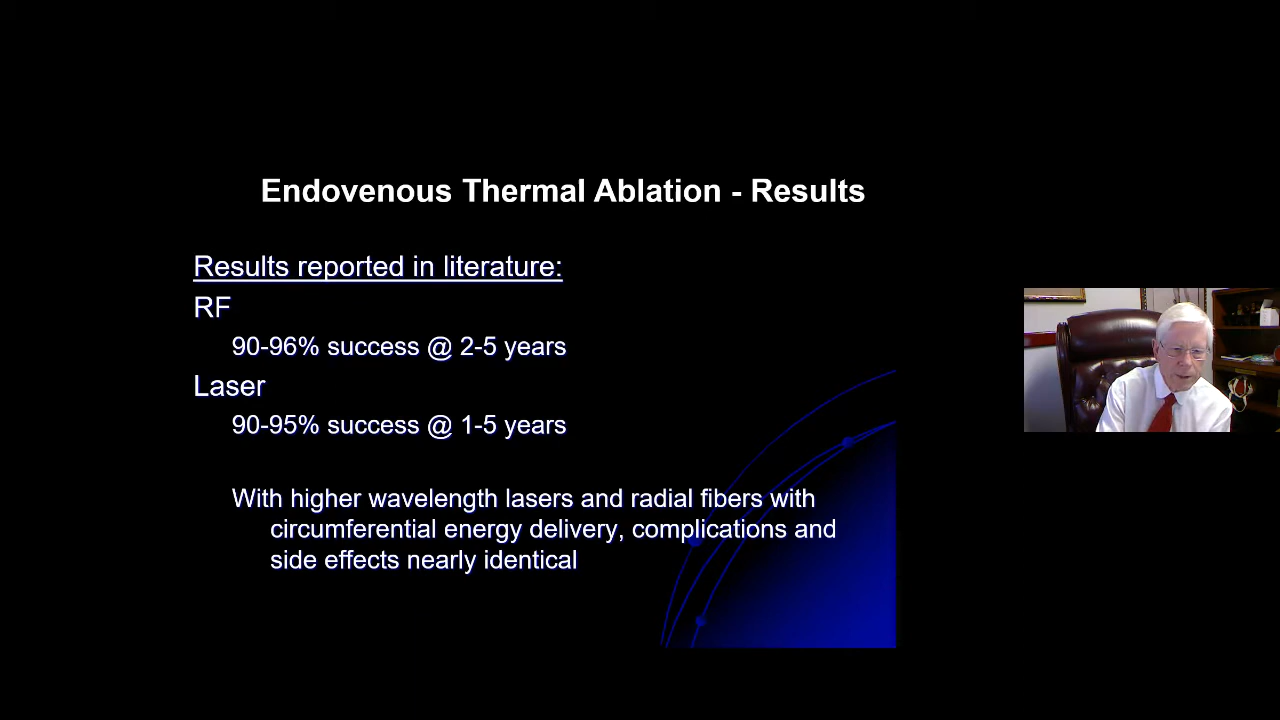 Endovenous Thermal Ablation - Results
Results reported in literature:
RF
90-96% success @ 2-5 years
Laser
90-95% success @ 1-5 years
With higher wavelength lasers and radial fibers with
circumferential energy delivery, complications and
side effects nearly identical